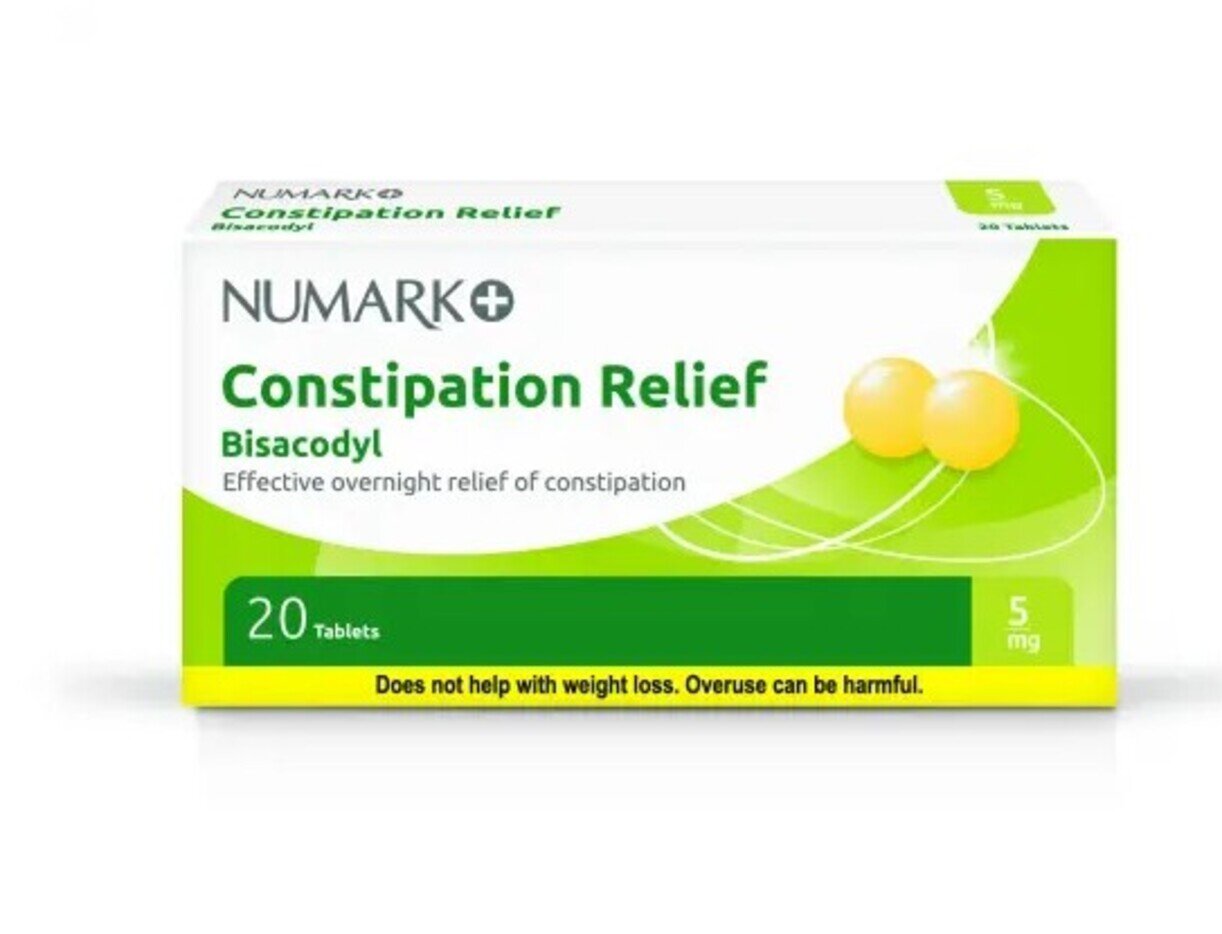 NUMARK
Constipation Relief
Bisacodyl
5
mg
20 Tablets
NUMARK
Constipation Relief
Bisacodyl
Effective overnight relief of constipation
20 Tablets
5
mg
Does not help with weight loss. Overuse can be harmful.